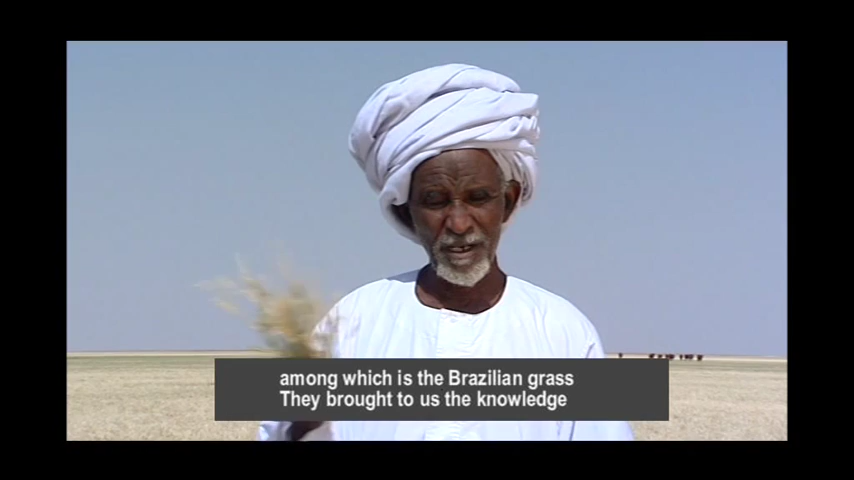 among which is the Brazilian grass
They brought to us the knowledge